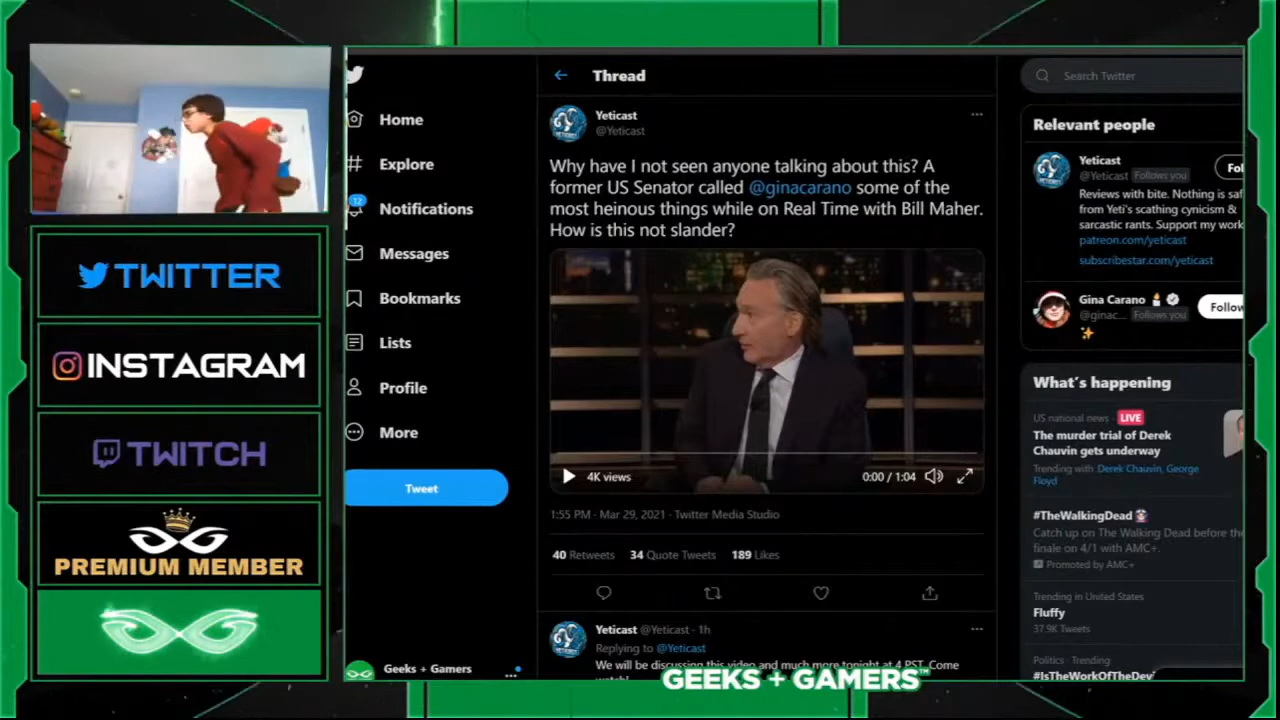 TWITTER
INSTAGRAM
TWITCH
PREMIUM MEMBER
Home
Explore
12
Notifications
Messages
Bookmarks
Lists
Profile
More
Tweet
Geeks + Gamers
Thread
Yeticast
@Yeticast
Why have I not seen anyone talking about this? A
former US Senator called @ginacarano some of the
most heinous things while on Real Time with Bill Maher.
How is this not slander?
4K views
0:00 / 1:04
1:55 PM · Mar 29, 2021 · Twitter Media Studio
40 Retweets 34 Quote Tweets 189 Likes
Yeticast @Yeticast · 1h
Replying to @Yeticast
We will be discussing this video and much more tonight at 4 PST. Come
GEEKS + GAMERS™
Search Twitter
Relevant people
Yeticast
@Yeticast Follows you
Fol
Reviews with bite. Nothing is saf
from Yeti's scathing cynicism &
sarcastic rants. Support my work
patreon.com/yeticast
subscribestar.com/yeticast
Gina Carano
@ginac... Follows you
Follow
What's happening
US national news · LIVE
The murder trial of Derek
Chauvin gets underway
Trending with Derek Chauvin, George
Floyd
#TheWalkingDead
Catch up on The Walking Dead before the
finale on 4/1 with AMC+.
Promoted by AMC+
Trending in United States
Fluffy
37.9K Tweets
Politics · Trending
#IsTheWorkOfTheDevi